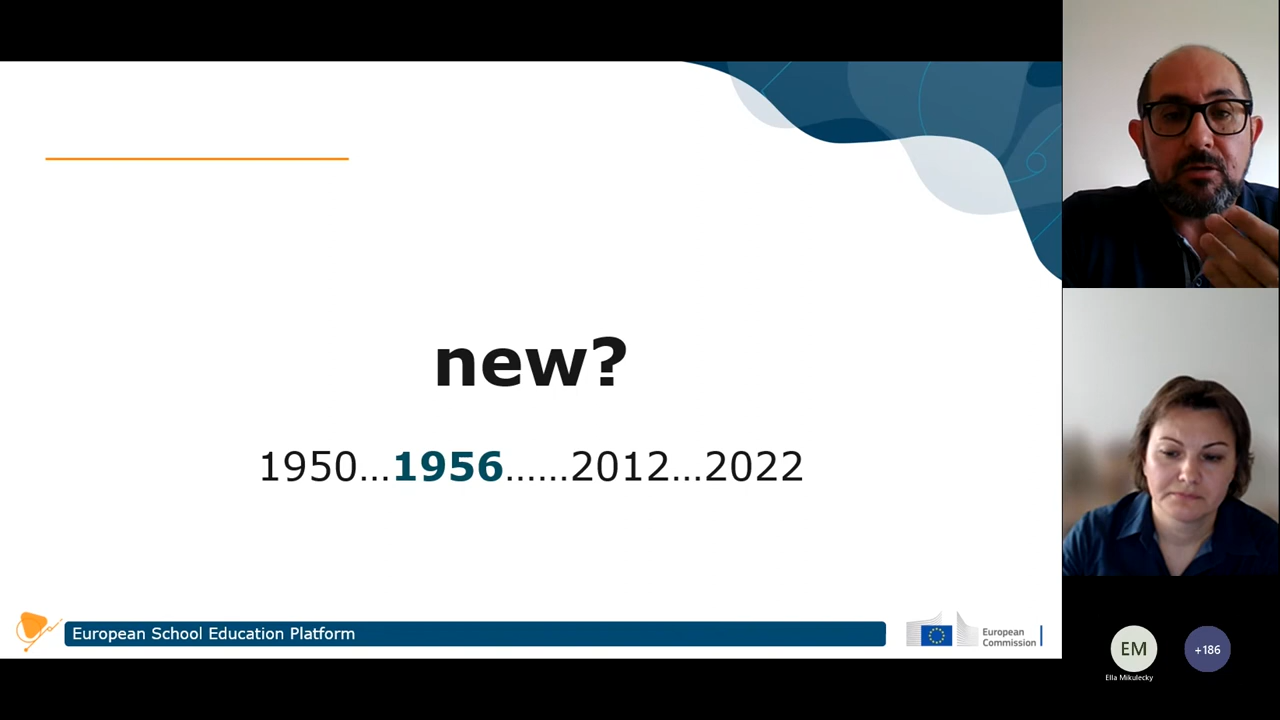 new?
1950...1956......2012...2022
European School Education Platform
European
Commission
EM
Ella Mikulecky
+186